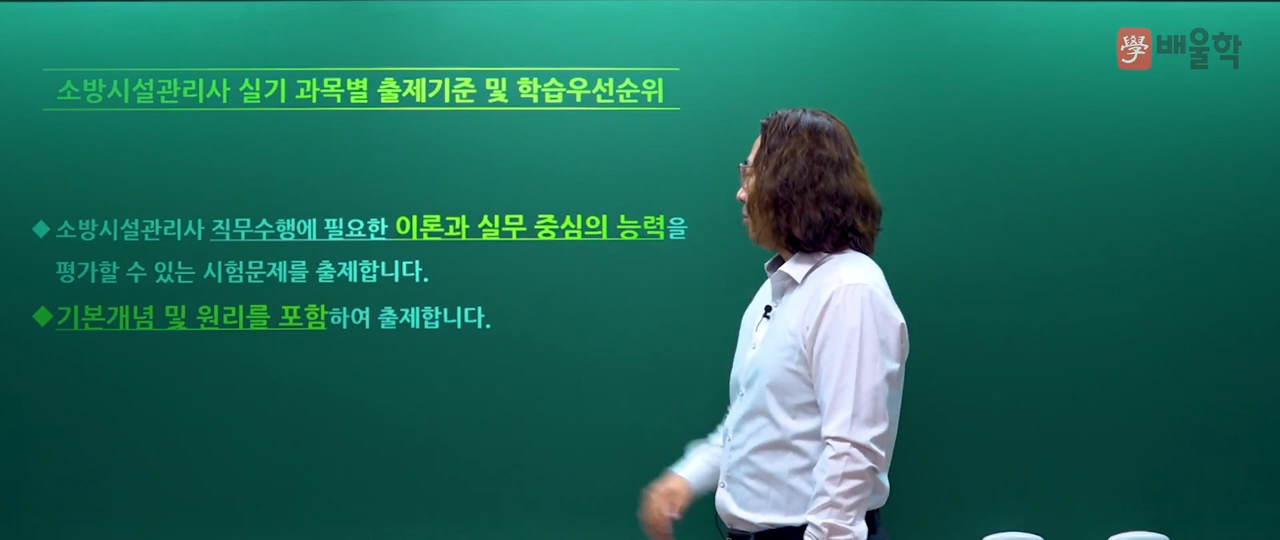 學 배울학
소방시설관리사 실기 과목별 출제기준 및 학습우선순위
◆ 소방시설관리사 직무수행에 필요한 이론과 실무 중심의 능력을
평가할 수 있는 시험문제를 출제합니다.
◆ 기본개념 및 원리를 포함하여 출제합니다.